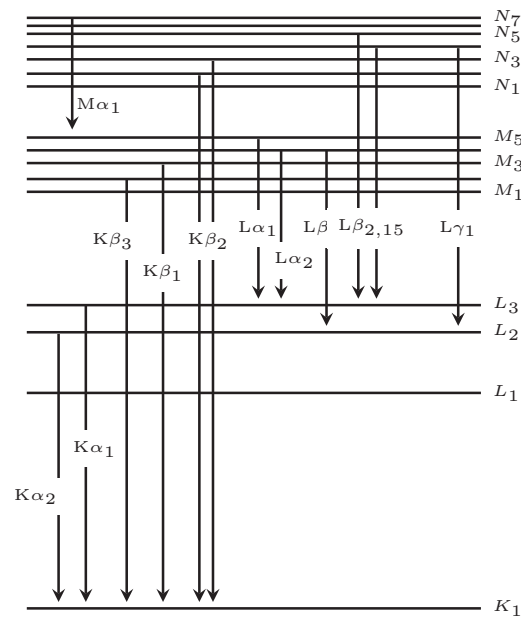 N₇
N₅
N₃
N₁
Mα₁
M₅
M₃
M₁
Kβ₃
Kβ₁
Kβ₂
Lα₁
Lα₂
Lβ
Lβ₂,₁₅
Lγ₁
L₃
L₂
L₁
Kα₁
Kα₂
K₁